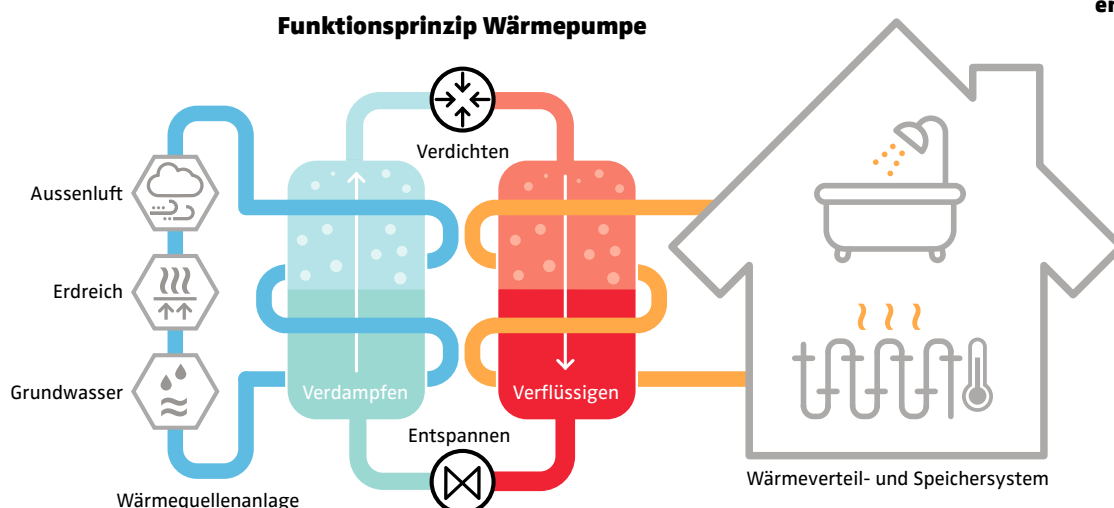 Funktionsprinzip Wärmepumpe
Verdichten
Aussenluft
Erdreich
Grundwasser
Verdampfen
Verflüssigen
Entspannen
Wärmequellenanlage
Wärmeverteil- und Speichersystem